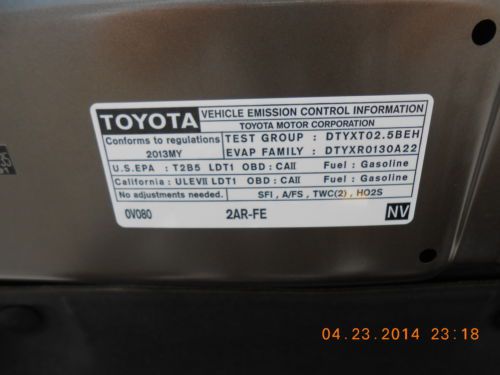 TOYOTA VEHICLE EMISSION CONTROL INFORMATION
TOYOTA MOTOR CORPORATION
Conforms to regulations TEST GROUP : DTYXT02.5BEH
2013MY EVAP FAMILY : DTYXR0130A22
U.S.EPA : T2B5 LDT1 OBD : CAII Fuel : Gasoline
California : ULEVII LDT1 OBD : CAII Fuel : Gasoline
No adjustments needed. SFI , A/FS , TWC(2) , HO2S
0V080 2AR-FE NV
04.23.2014 23:18